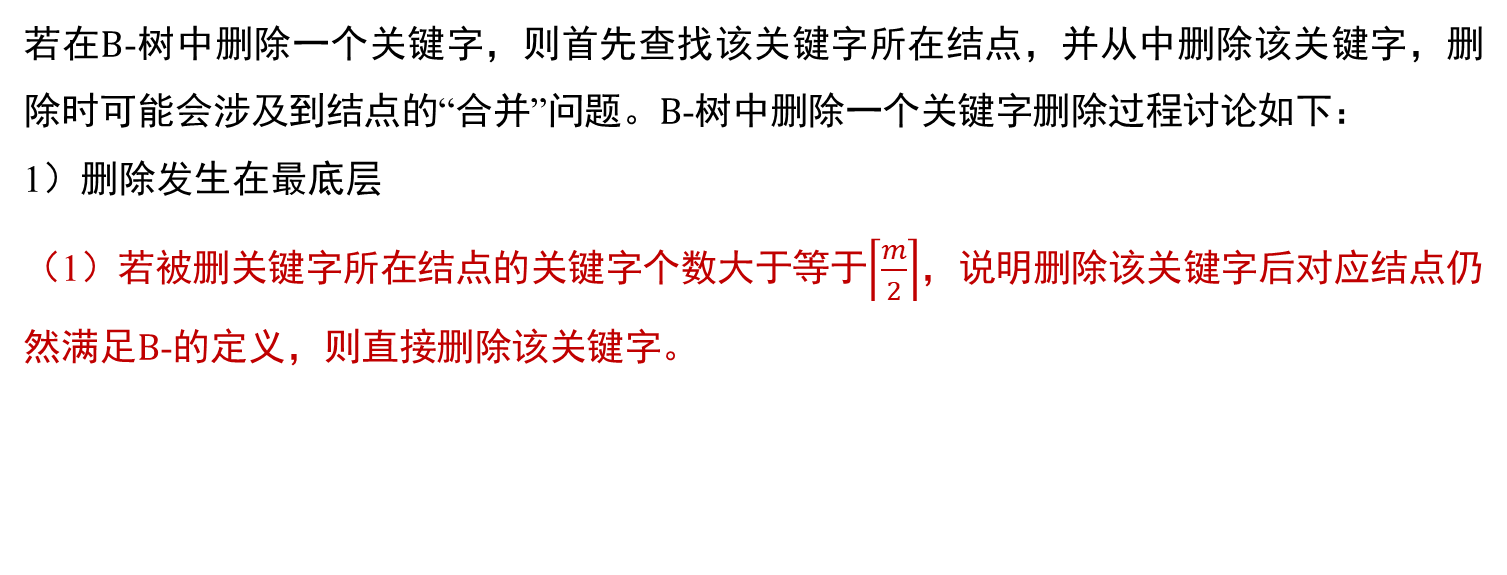 若在B-树中删除一个关键字，则首先查找该关键字所在结点，并从中删除该关键字，删
除时可能会涉及到结点的“合并”问题。B-树中删除一个关键字删除过程讨论如下：
1）删除发生在最底层
（1）若被删关键字所在结点的关键字个数大于等于⌈m/2⌉，说明删除该关键字后对应结点仍
然满足B-的定义，则直接删除该关键字。